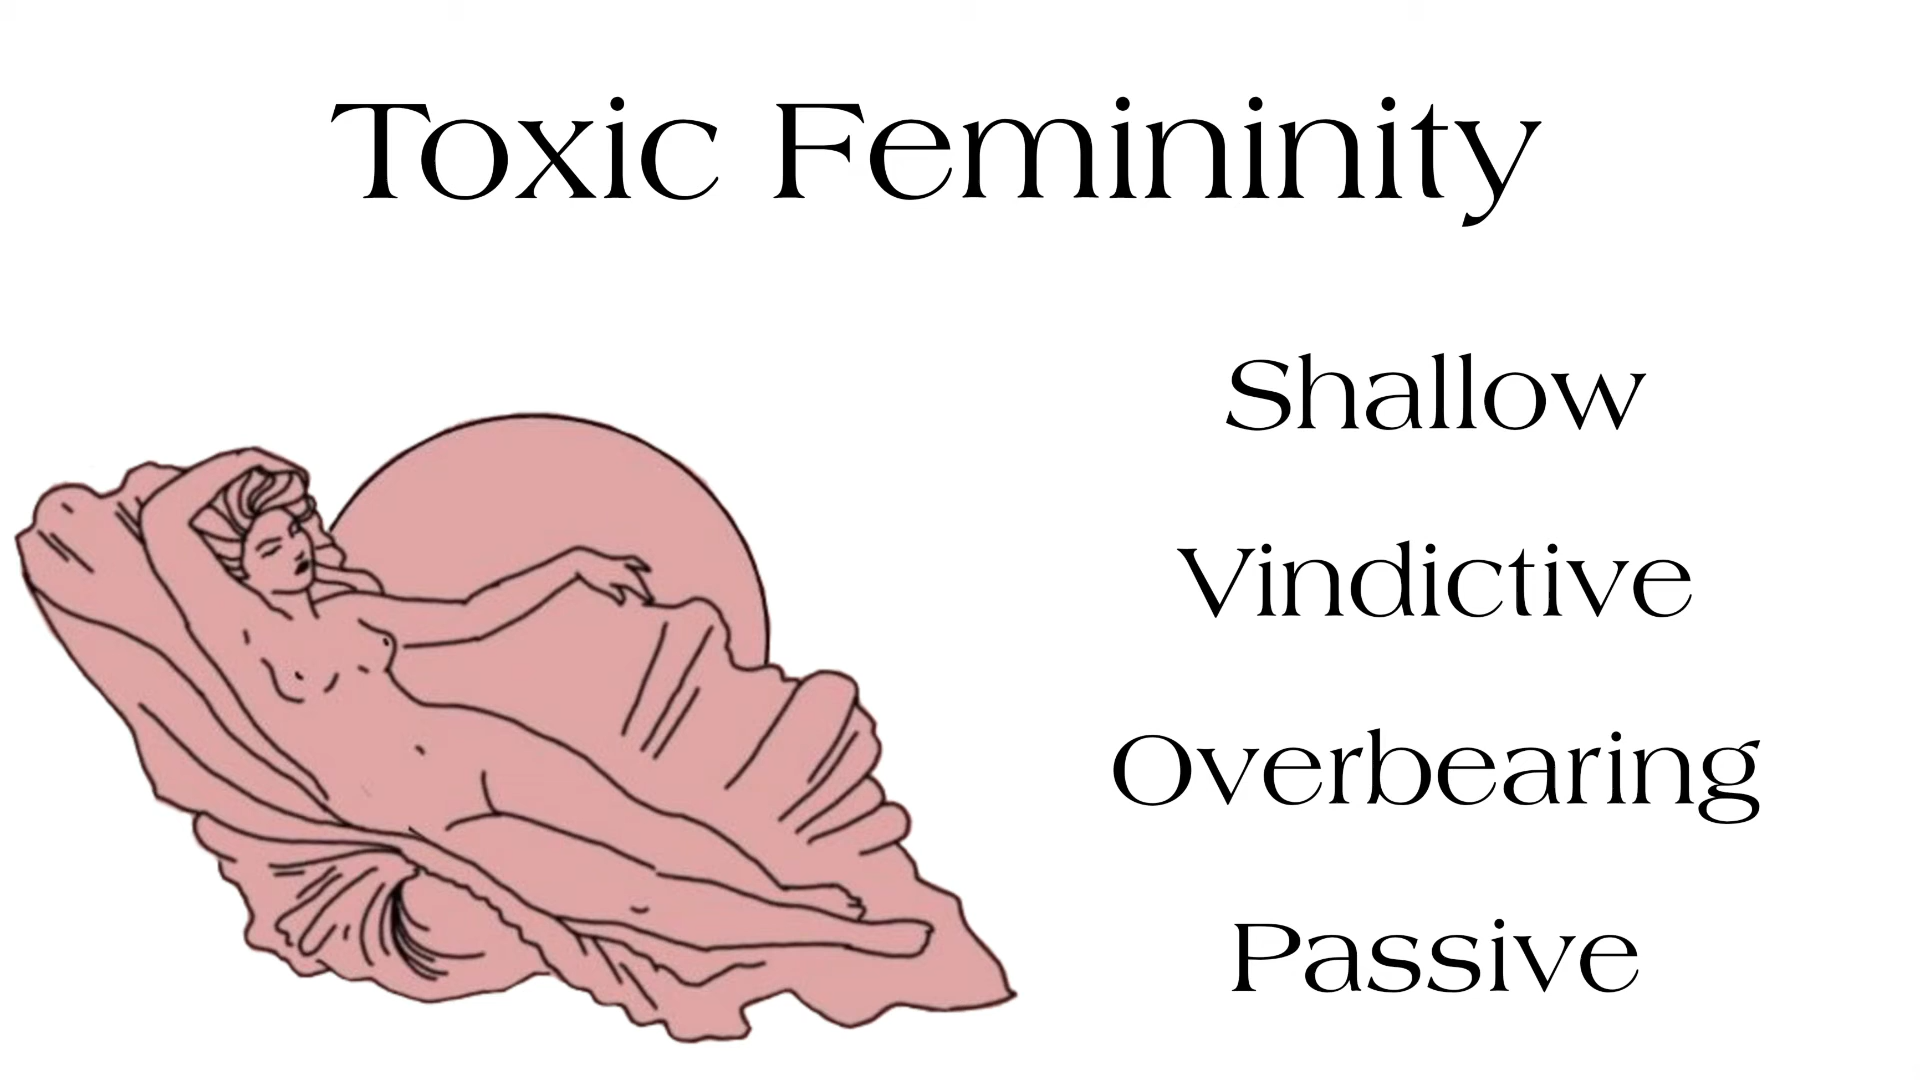 Toxic Femininity
Shallow
Vindictive
Overbearing
Passive